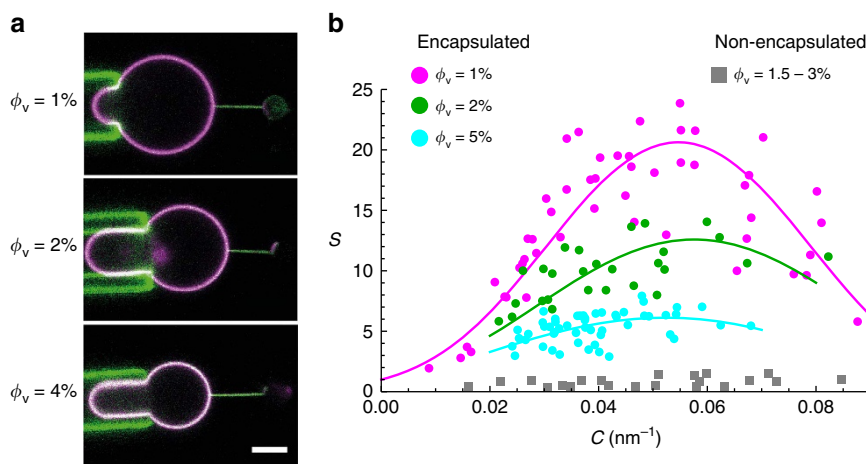 a
ϕv = 1%
ϕv = 2%
ϕv = 4%
b
Encapsulated
ϕv = 1%
ϕv = 2%
ϕv = 5%
Non-encapsulated
ϕv = 1.5 – 3%
25
20
15
10
5
0
S
0.00
0.02
0.04
0.06
0.08
C (nm⁻¹)